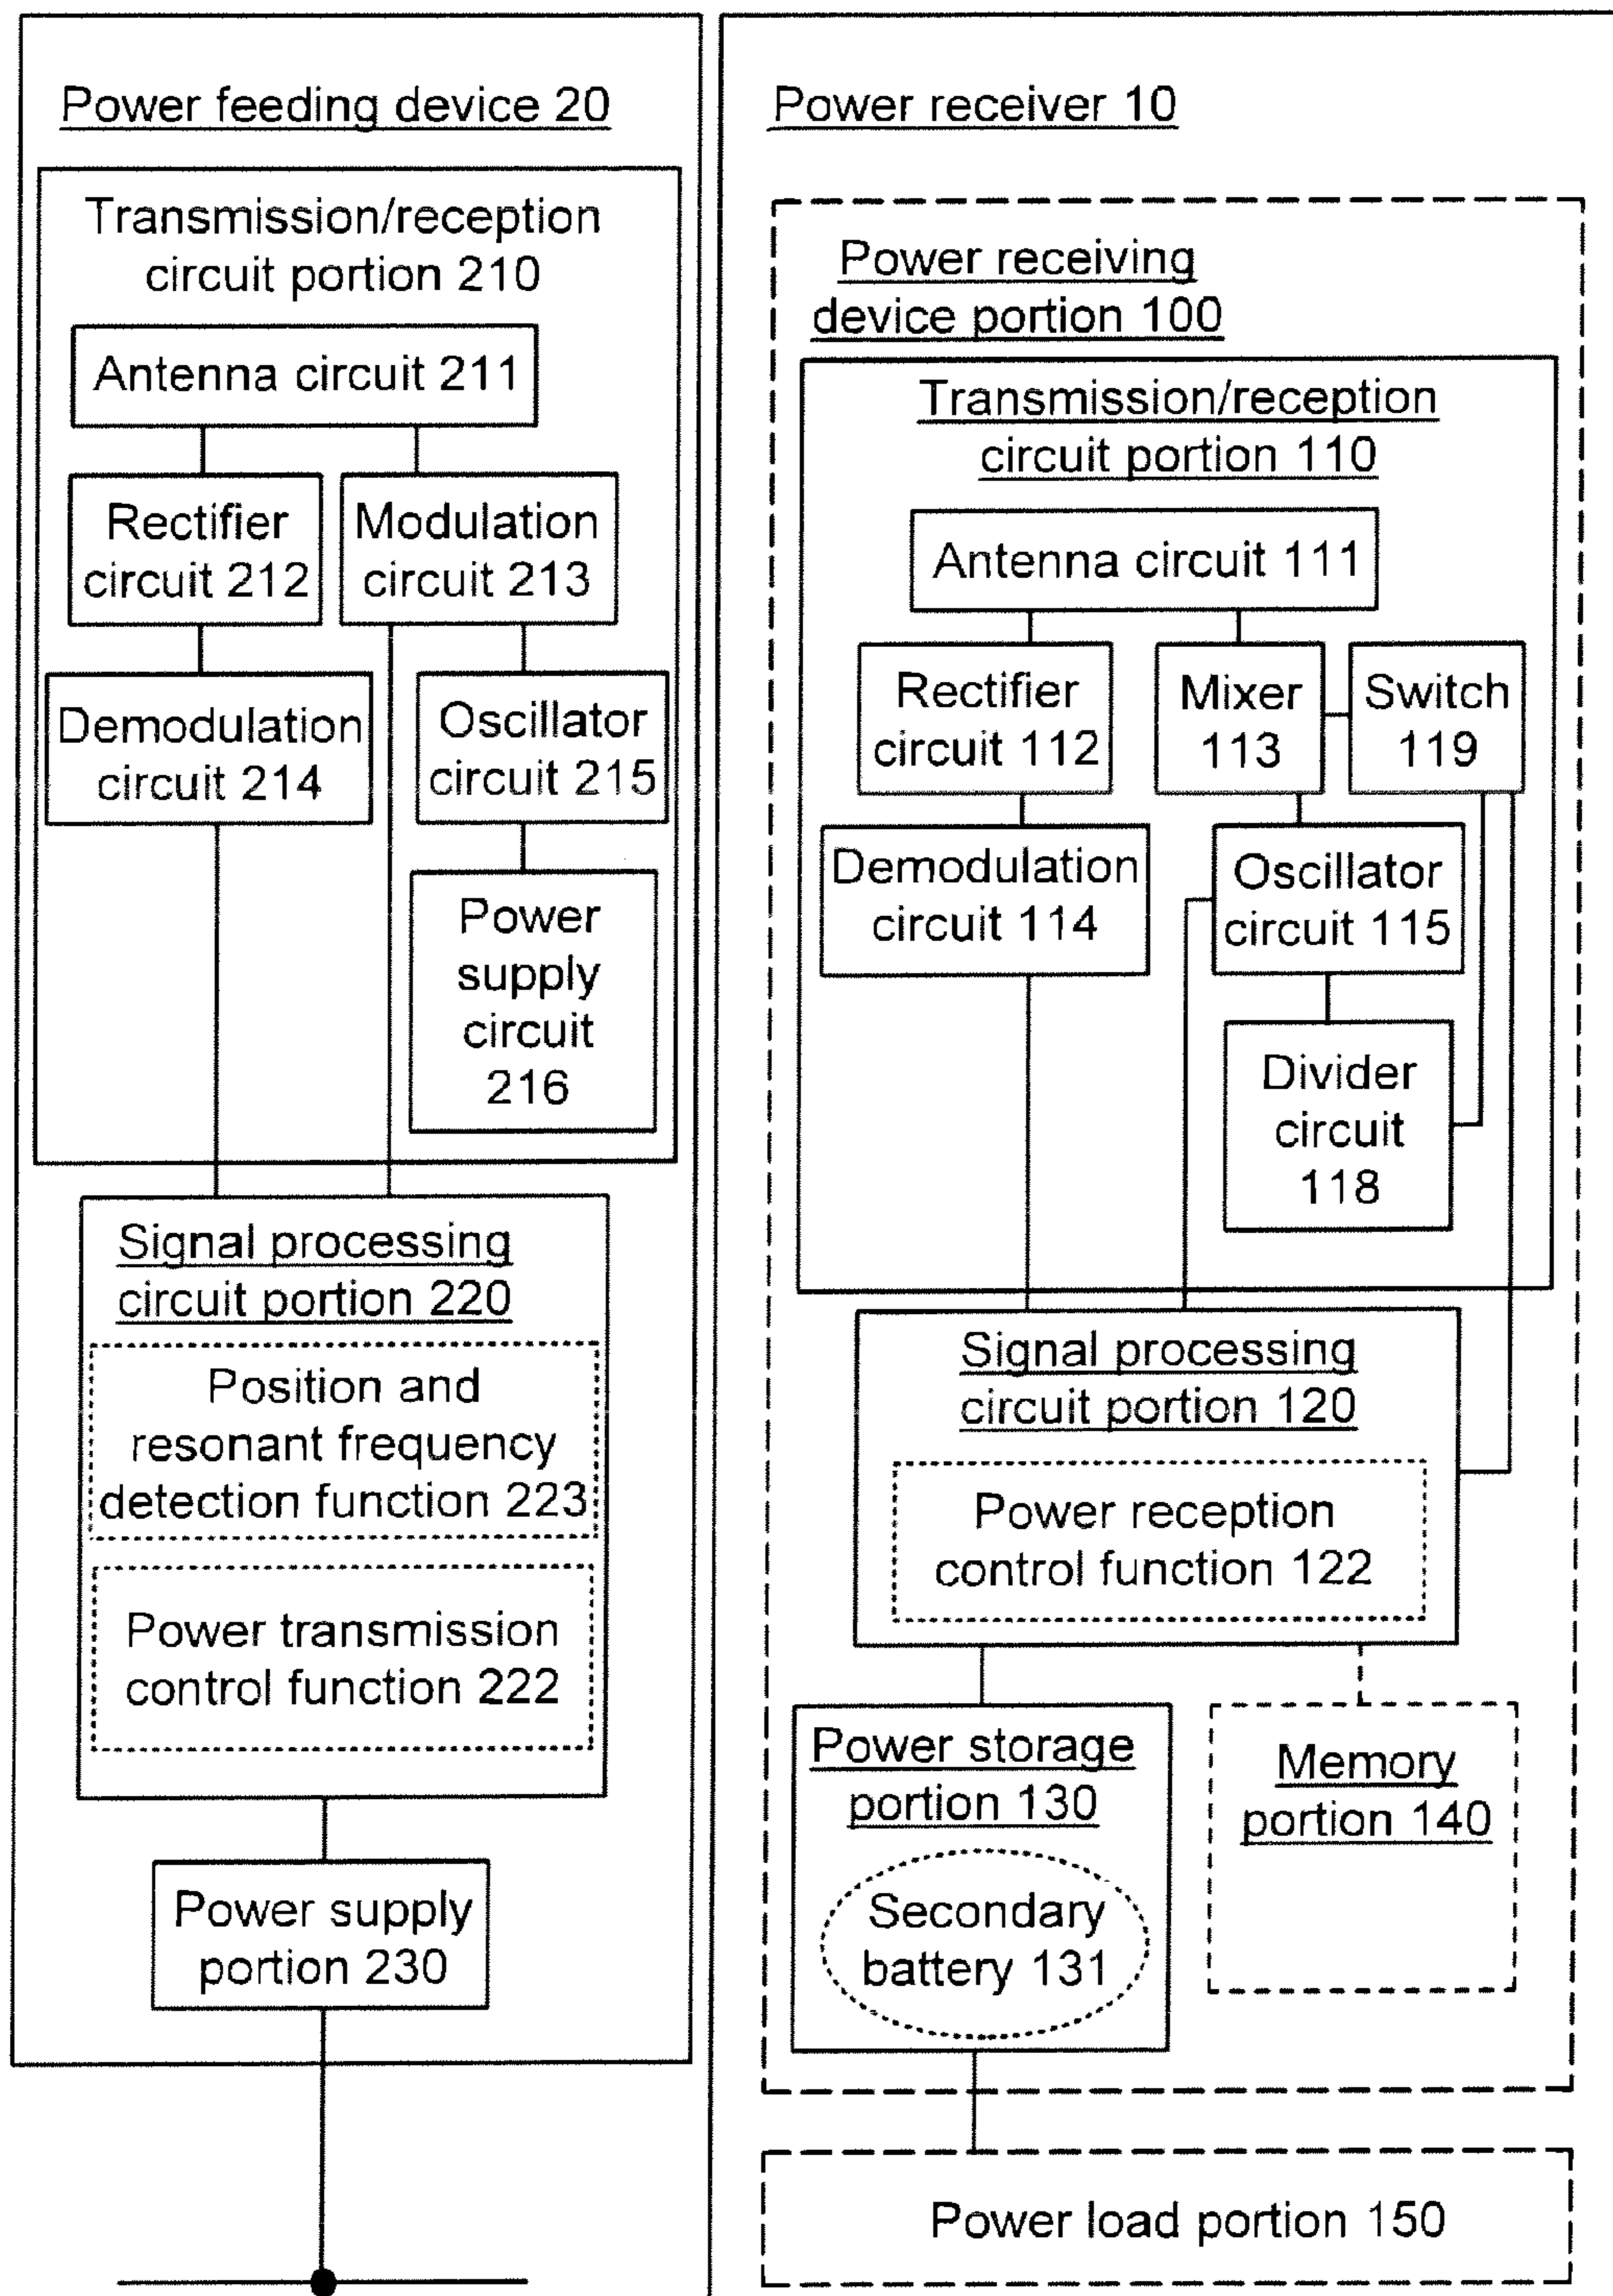 Power feeding device 20
Transmission/reception
circuit portion 210
Antenna circuit 211
Rectifier
circuit 212
Modulation
circuit 213
Demodulation
circuit 214
Oscillator
circuit 215
Power
supply
circuit
216
Signal processing
circuit portion 220
Position and
resonant frequency
detection function 223
Power transmission
control function 222
Power supply
portion 230
Power receiver 10
Power receiving
device portion 100
Transmission/reception
circuit portion 110
Antenna circuit 111
Rectifier
circuit 112
Mixer
113
Switch
119
Demodulation
circuit 114
Oscillator
circuit 115
Divider
circuit
118
Signal processing
circuit portion 120
Power reception
control function 122
Power storage
portion 130
Secondary
battery 131
Memory
portion 140
Power load portion 150